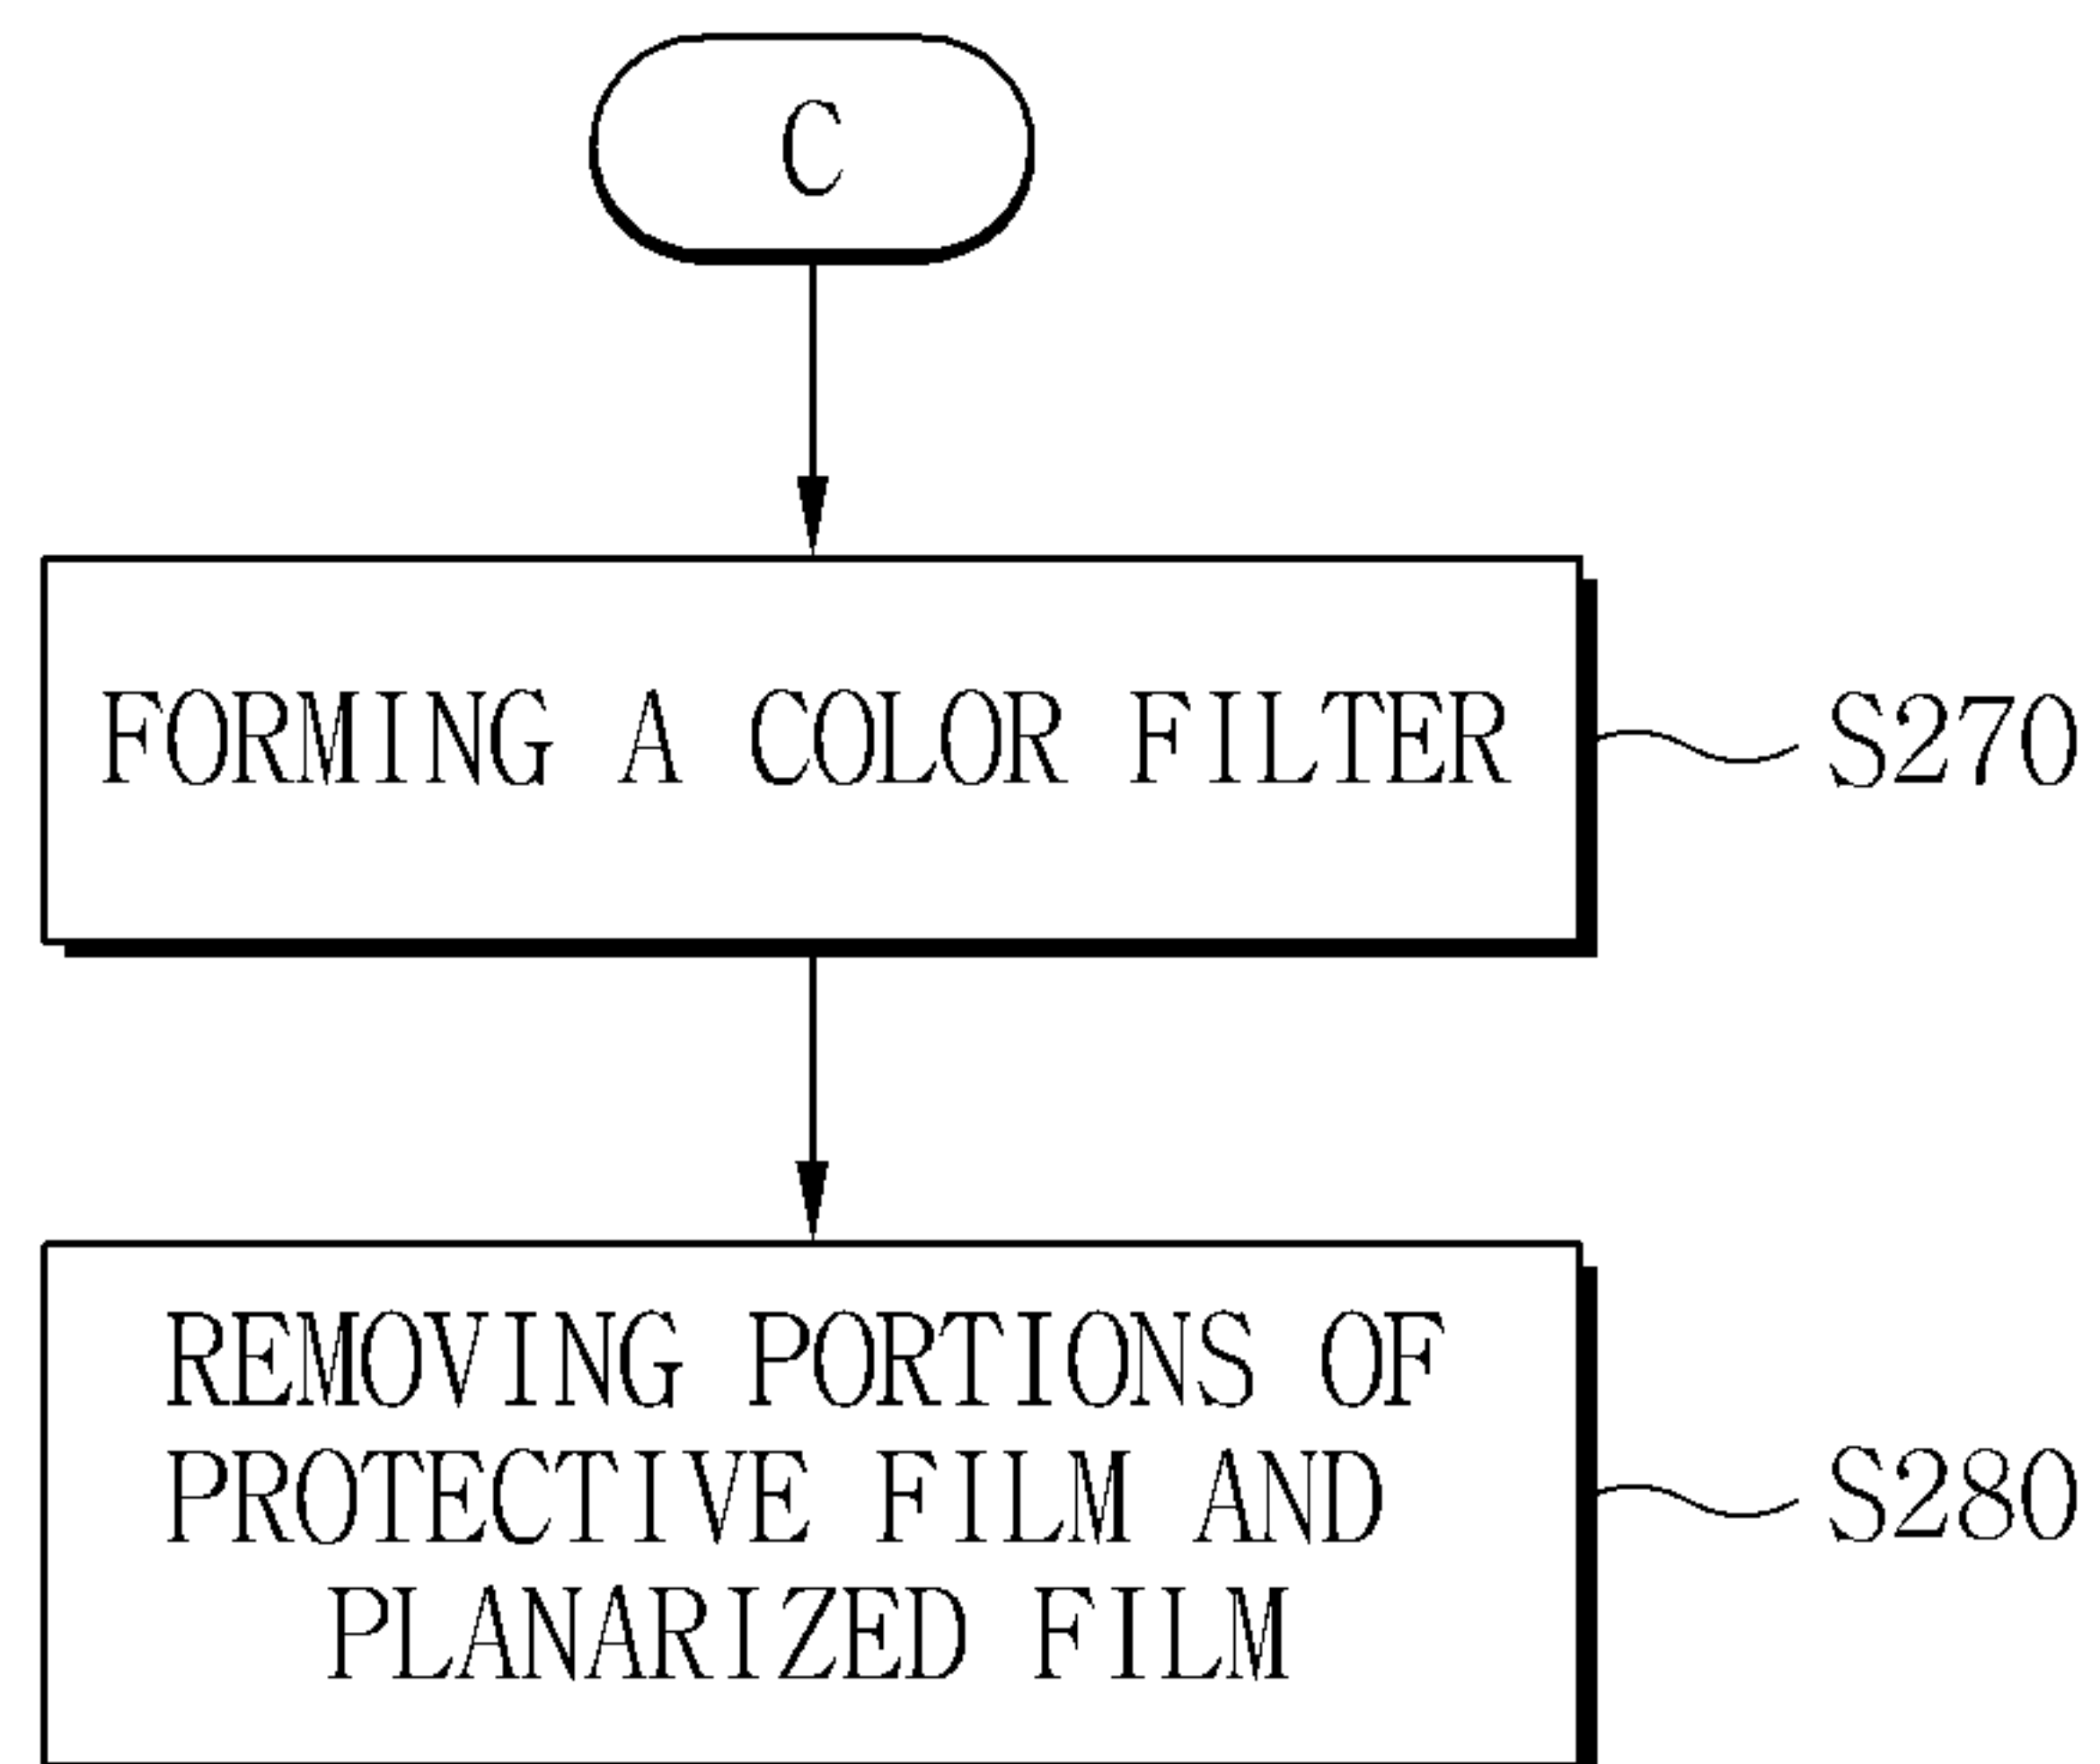 C
FORMING A COLOR FILTER
S270
REMOVING PORTIONS OF
PROTECTIVE FILM AND
PLANARIZED FILM
S280